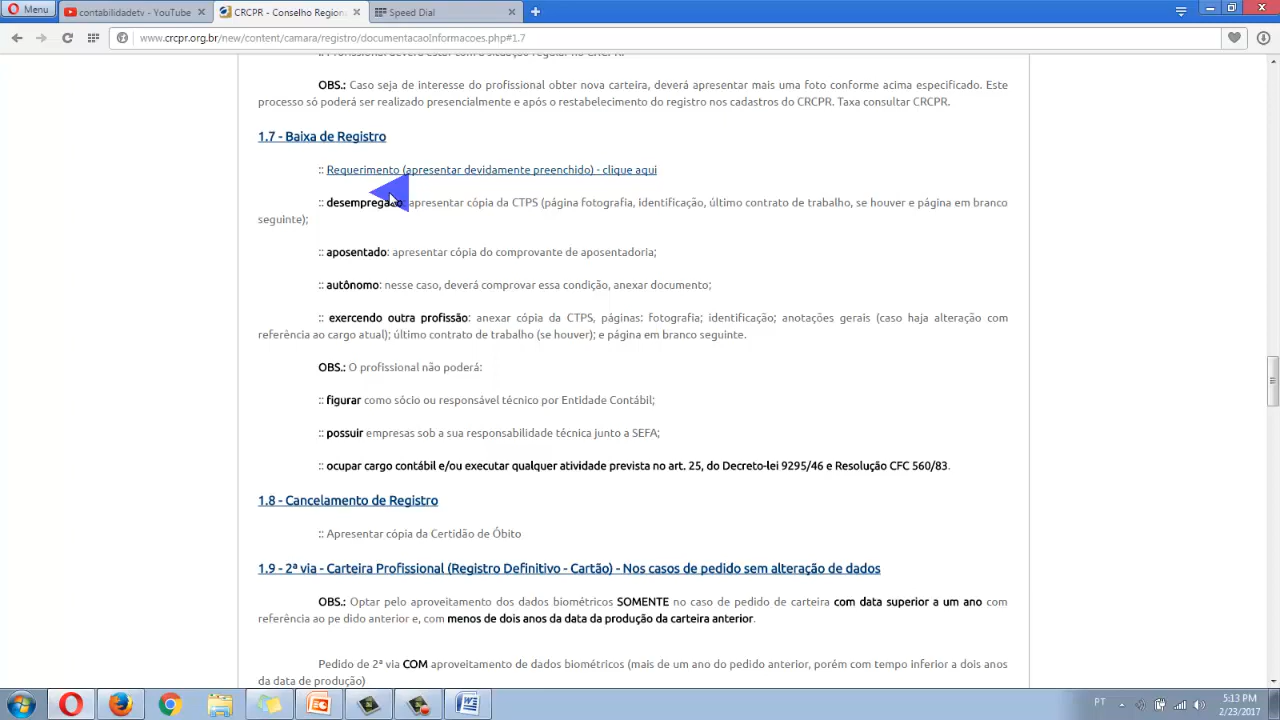 Menu
contabilidadetv - YouTube
CRCPR - Conselho Region
Speed Dial
www.crcpr.org.br/new/content/camara/registro/documentacaoInformacoes.php#1.7
OBS.: Caso seja de interesse do profissional obter nova carteira, deverá apresentar mais uma foto conforme acima especificado. Este
processo só poderá ser realizado presencialmente e após o restabelecimento do registro nos cadastros do CRCPR. Taxa consultar CRCPR.
1.7 - Baixa de Registro
:: Requerimento (apresentar devidamente preenchido) - clique aqui
:: desempregado: apresentar cópia da CTPS (página fotografia, identificação, último contrato de trabalho, se houver e página em branco
seguinte);
:: aposentado: apresentar cópia do comprovante de aposentadoria;
:: autônomo: nesse caso, deverá comprovar essa condição, anexar documento;
:: exercendo outra profissão: anexar cópia da CTPS, páginas: fotografia; identificação; anotações gerais (caso haja alteração com
referência ao cargo atual); último contrato de trabalho (se houver); e página em branco seguinte.
OBS.: O profissional não poderá:
:: figurar como sócio ou responsável técnico por Entidade Contábil;
:: possuir empresas sob a sua responsabilidade técnica junto a SEFA;
:: ocupar cargo contábil e/ou executar qualquer atividade prevista no art. 25, do Decreto-lei 9295/46 e Resolução CFC 560/83.
1.8 - Cancelamento de Registro
:: Apresentar cópia da Certidão de Óbito
1.9 - 2ª via - Carteira Profissional (Registro Definitivo - Cartão) - Nos casos de pedido sem alteração de dados
OBS.: Optar pelo aproveitamento dos dados biométricos SOMENTE no caso de pedido de carteira com data superior a um ano com
referência ao pe dido anterior e, com menos de dois anos da data da produção da carteira anterior.
Pedido de 2ª via COM aproveitamento de dados biométricos (mais de um ano do pedido anterior, porém com tempo inferior a dois anos
da data de produção)
PT
5:13 PM
2/23/2017